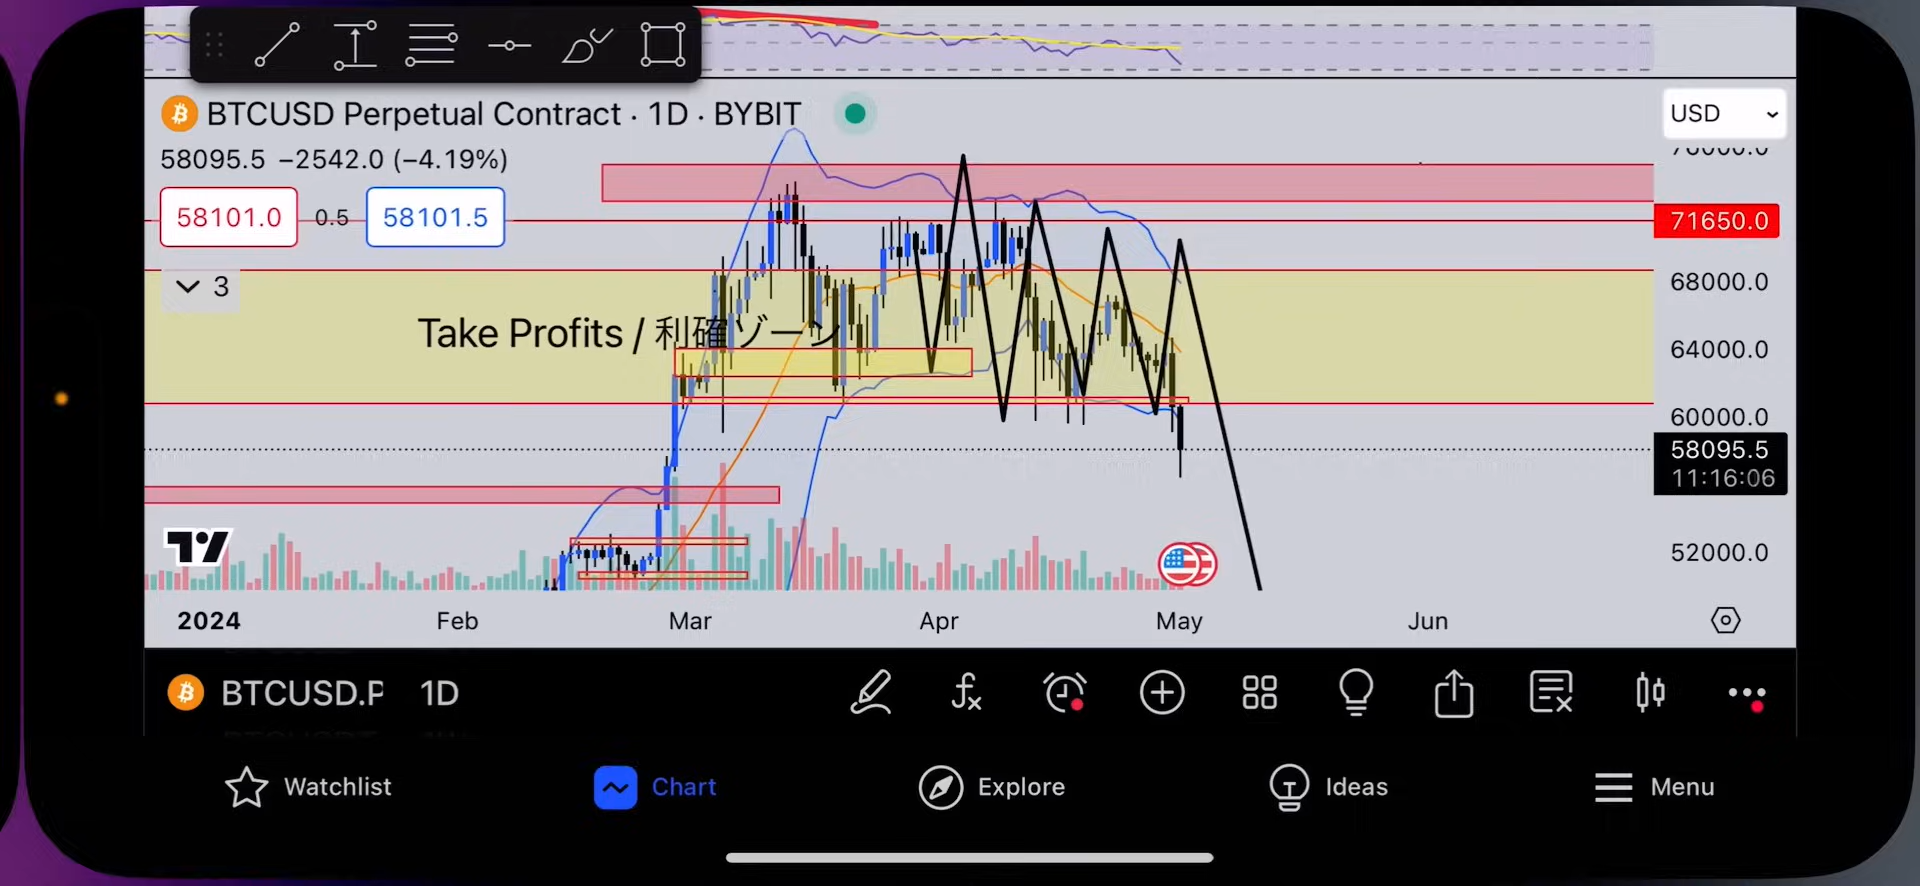 BTCUSD Perpetual Contract · 1D · BYBIT
USD
58095.5 −2542.0 (−4.19%)
58101.0 0.5 58101.5
71650.0
3
68000.0
Take Profits / 利確ゾーン
64000.0
60000.0
58095.5
11:16:06
52000.0
2024 Feb Mar Apr May Jun
BTCUSD.P 1D
Watchlist Chart Explore Ideas Menu